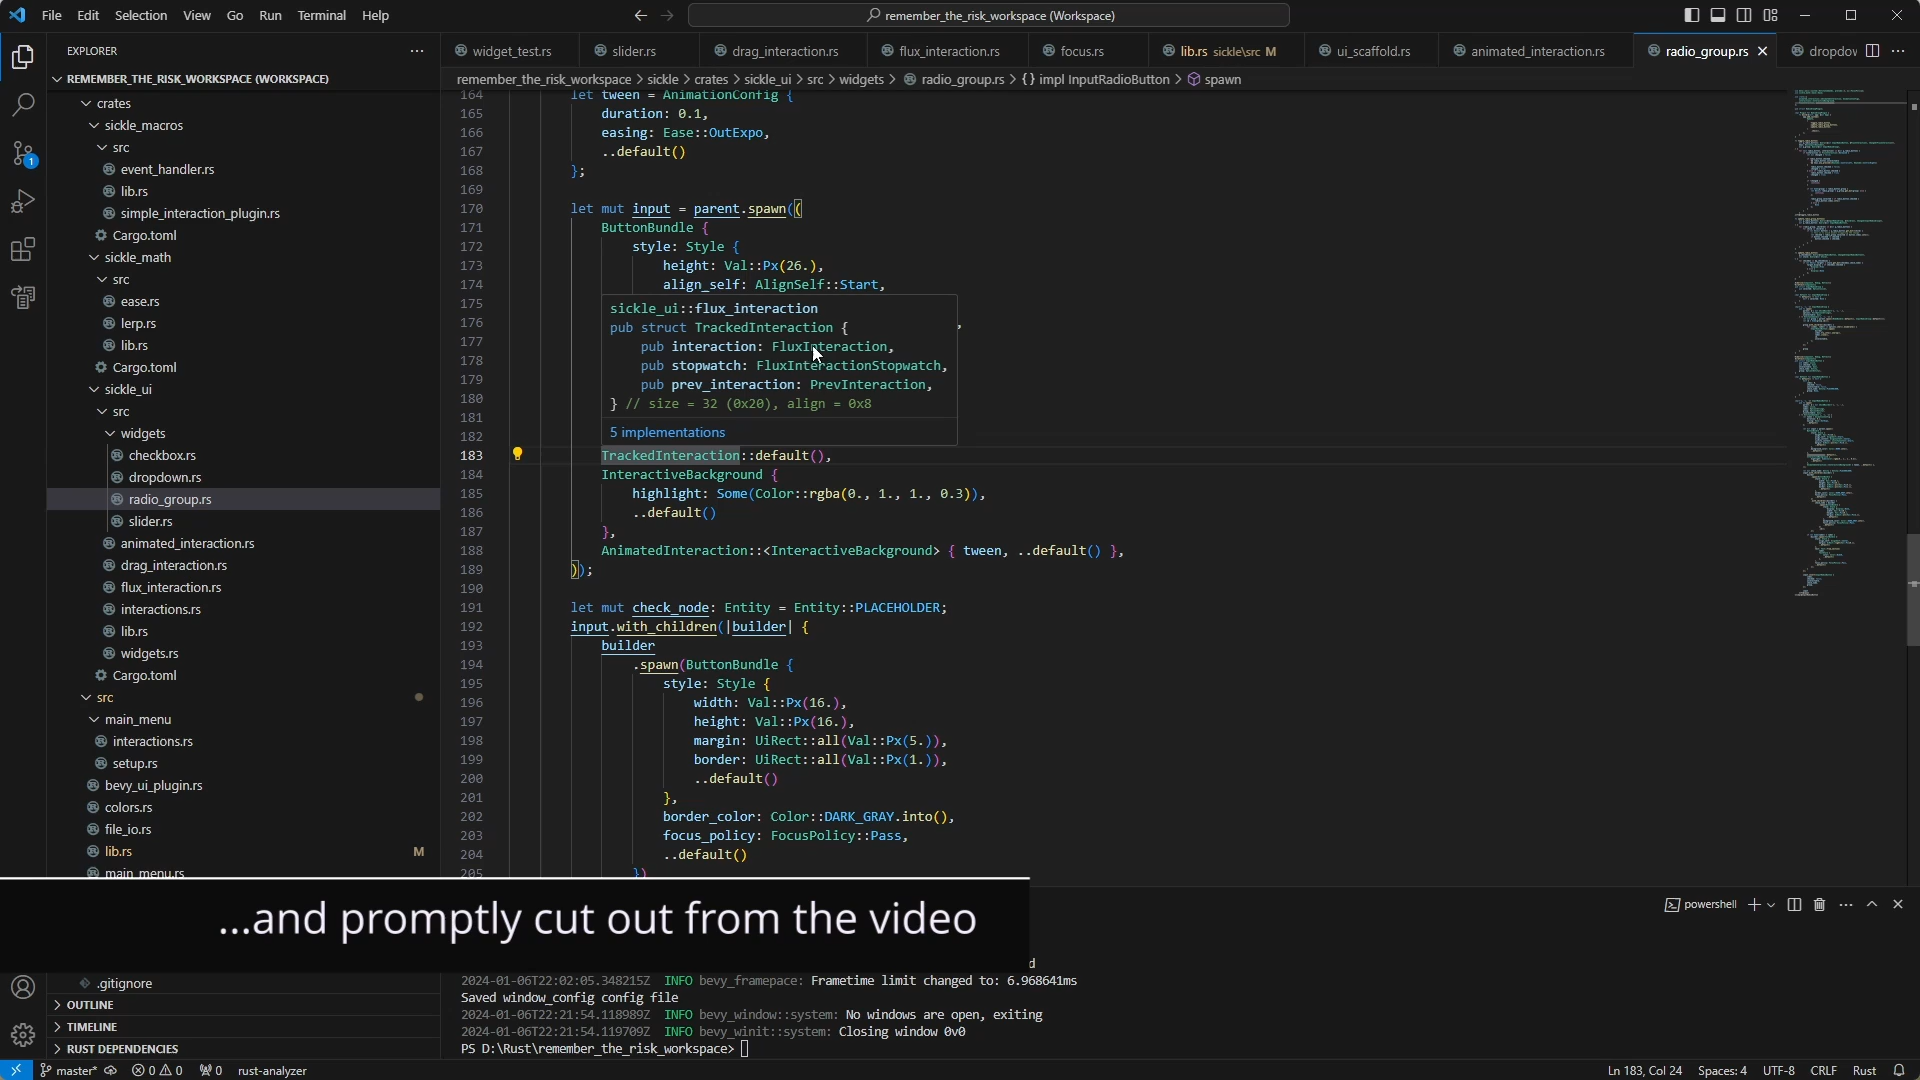 File Edit Selection View Go Run Terminal Help
remember_the_risk_workspace (Workspace)
EXPLORER
widget_test.rs slider.rs drag_interaction.rs flux_interaction.rs focus.rs lib.rs sickle\src M ui_scaffold.rs animated_interaction.rs radio_group.rs dropdov
REMEMBER_THE_RISK_WORKSPACE (WORKSPACE)
remember_the_risk_workspace > sickle > crates > sickle_ui > src > widgets > radio_group.rs > {} impl InputRadioButton > spawn
crates
sickle_macros
src
event_handler.rs
lib.rs
simple_interaction_plugin.rs
Cargo.toml
sickle_math
src
ease.rs
lerp.rs
lib.rs
Cargo.toml
sickle_ui
src
widgets
checkbox.rs
dropdown.rs
radio_group.rs
slider.rs
animated_interaction.rs
drag_interaction.rs
flux_interaction.rs
interactions.rs
lib.rs
widgets.rs
Cargo.toml
src
main_menu
interactions.rs
setup.rs
bevy_ui_plugin.rs
colors.rs
file_io.rs
lib.rs M
main_menu.rs
164 let tween = AnimationConfig {
165 duration: 0.1,
166 easing: Ease::OutExpo,
167 ..default()
168 };
169
170 let mut input = parent.spawn((
171 ButtonBundle {
172 style: Style {
173 height: Val::Px(26.),
174 align_self: AlignSelf::Start,
175 sickle_ui::flux_interaction
176 pub struct TrackedInteraction {
177 pub interaction: FluxInteraction,
178 pub stopwatch: FluxInteractionStopwatch,
179 pub prev_interaction: PrevInteraction,
180 } // size = 32 (0x20), align = 0x8
181
182 5 implementations
183 TrackedInteraction::default(),
184 InteractiveBackground {
185 highlight: Some(Color::rgba(0., 1., 1., 0.3)),
186 ..default()
187 },
188 AnimatedInteraction::<InteractiveBackground> { tween, ..default() },
189 ));
190
191 let mut check_node: Entity = Entity::PLACEHOLDER;
192 input.with_children(|builder| {
193 builder
194 .spawn(ButtonBundle {
195 style: Style {
196 width: Val::Px(16.),
197 height: Val::Px(16.),
198 margin: UiRect::all(Val::Px(5.)),
199 border: UiRect::all(Val::Px(1.)),
200 ..default()
201 },
202 border_color: Color::DARK_GRAY.into(),
203 focus_policy: FocusPolicy::Pass,
204 ..default()
205 })
...and promptly cut out from the video
powershell
d
.gitignore
OUTLINE
TIMELINE
RUST DEPENDENCIES
2024-01-06T22:02:05.348215Z INFO bevy_framepace: Frametime limit changed to: 6.968641ms
Saved window_config config file
2024-01-06T22:21:54.118989Z INFO bevy_window::system: No windows are open, exiting
2024-01-06T22:21:54.119709Z INFO bevy_winit::system: Closing window 0v0
PS D:\Rust\remember_the_risk_workspace>
master* 0 0 0 rust-analyzer
Ln 183, Col 24 Spaces: 4 UTF-8 CRLF Rust